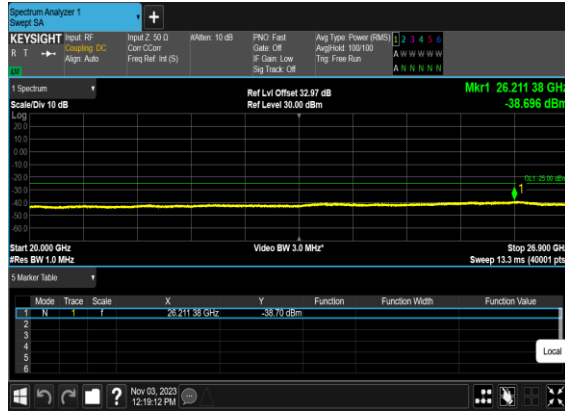 Spectrum Analyzer 1
Swept SA
+
KEYSIGHT Input: RF Input Z: 50 Ω #Atten: 10 dB PNO: Fast Avg Type: Power (RMS) 1 2 3 4 5 6
R T Coupling: DC Corr CCorr Gate: Off Avg|Hold: 100/100 A W W W W W
Align: Auto Freq Ref: Int (S) IF Gain: Low Trig: Free Run
Sig Track: Off A N N N N N
1 Spectrum Ref Lvl Offset 32.97 dB Mkr1 26.211 38 GHz
Scale/Div 10 dB Ref Level 30.00 dBm -38.696 dBm
Log
20.0
10.0
0.00
-10.0
-20.0
DL1 -25.00 dBm
-30.0
1
-40.0
-50.0
-60.0
Start 20.000 GHz Video BW 3.0 MHz* Stop 26.900 GHz
#Res BW 1.0 MHz Sweep 13.3 ms (40001 pts)
5 Marker Table
Mode Trace Scale X Y Function Function Width Function Value
1 N 1 f 26.211 38 GHz -38.70 dBm
2
3
4
5
6
Local
? Nov 03, 2023
12:19:12 PM